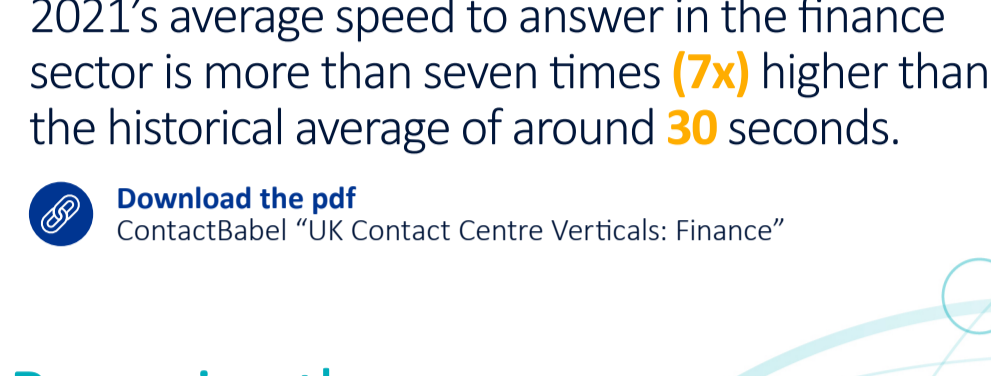 2021's average speed to answer in the finance
sector is more than seven times (7x) higher than
the historical average of around 30 seconds.
Download the pdf
ContactBabel “UK Contact Centre Verticals: Finance”